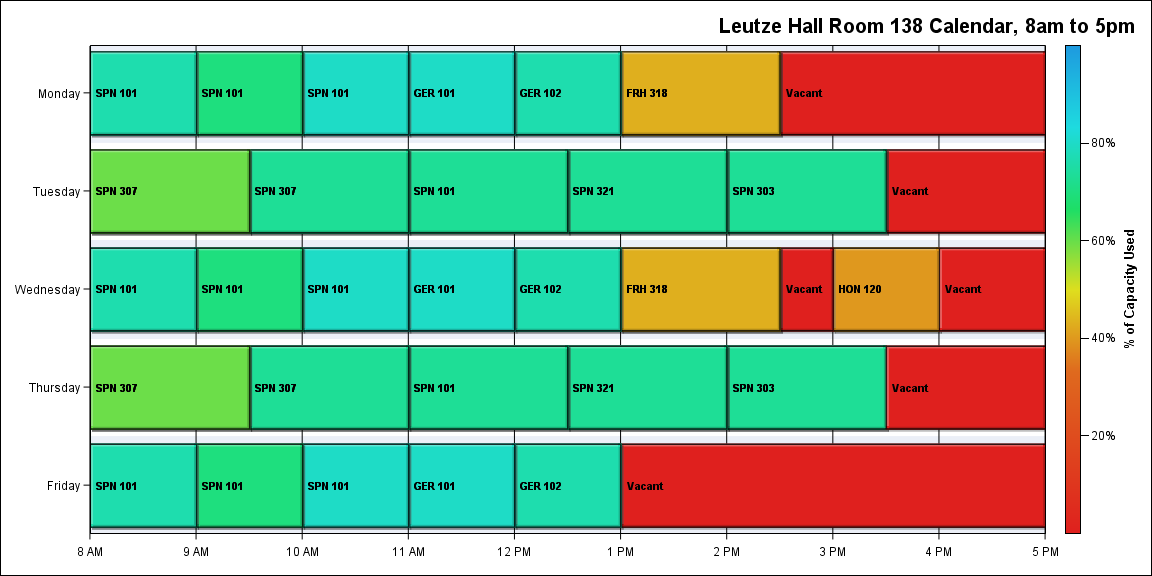 Leutze Hall Room 138 Calendar, 8am to 5pm
Monday
SPN 101
SPN 101
SPN 101
GER 101
GER 102
FRH 318
Vacant
Tuesday
SPN 307
SPN 307
SPN 101
SPN 321
SPN 303
Vacant
Wednesday
SPN 101
SPN 101
SPN 101
GER 101
GER 102
FRH 318
Vacant
HON 120
Vacant
Thursday
SPN 307
SPN 307
SPN 101
SPN 321
SPN 303
Vacant
Friday
SPN 101
SPN 101
SPN 101
GER 101
GER 102
Vacant
8 AM
9 AM
10 AM
11 AM
12 PM
1 PM
2 PM
3 PM
4 PM
5 PM
80%
60%
40%
20%
% of Capacity Used